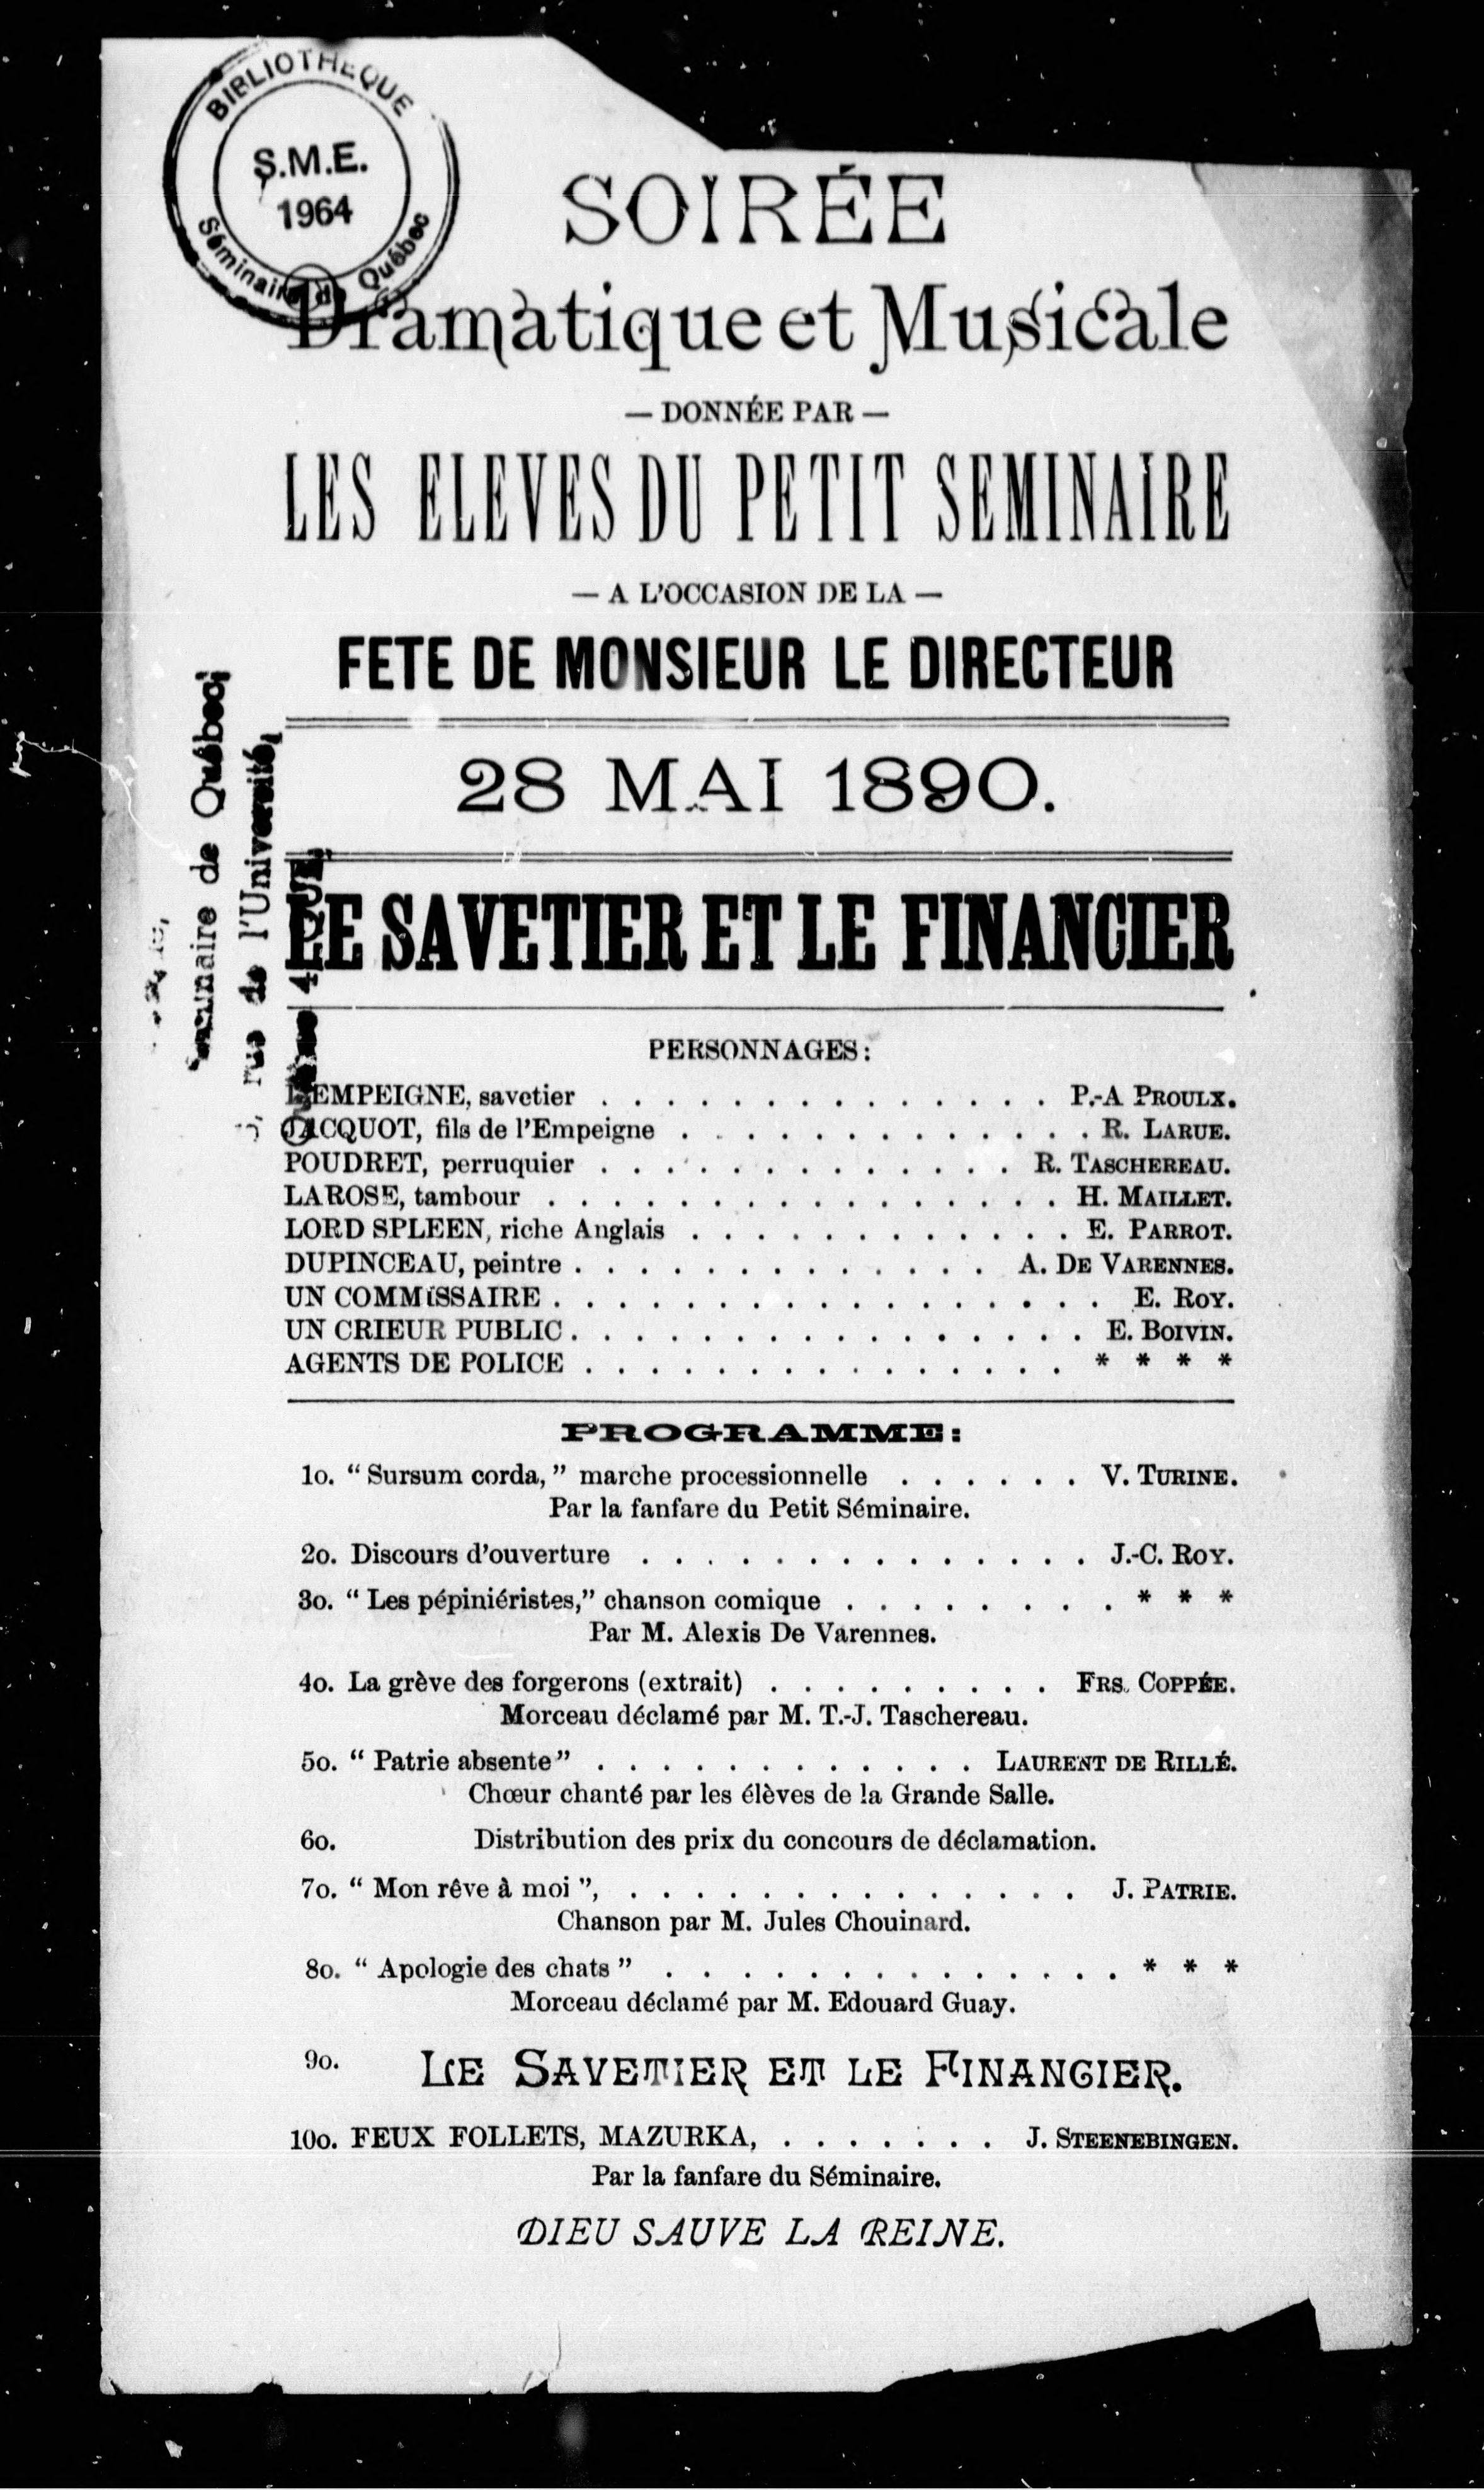 BIBLIOTHEQUE
S.M.E.
1964
Séminaire de Québec
SOIRÉE
Dramatique et Musicale
— DONNÉE PAR —
LES ELEVES DU PETIT SEMINAIRE
— A L'OCCASION DE LA —
FETE DE MONSIEUR LE DIRECTEUR
28 MAI 1890.
de Québec,
rue de l'Université,
LE SAVETIER ET LE FINANCIER
PERSONNAGES:
L'EMPEIGNE, savetier . . . . . . . . . . . . . . P.-A PROULX.
JACQUOT, fils de l'Empeigne . . . . . . . . . . . . . R. LARUE.
POUDRET, perruquier . . . . . . . . . . . . . R. TASCHEREAU.
LAROSE, tambour . . . . . . . . . . . . . . . . H. MAILLET.
LORD SPLEEN, riche Anglais . . . . . . . . . . . . E. PARROT.
DUPINCEAU, peintre . . . . . . . . . . . . . A. DE VARENNES.
UN COMMISSAIRE . . . . . . . . . . . . . . . . . E. ROY.
UN CRIEUR PUBLIC . . . . . . . . . . . . . . . . E. BOIVIN.
AGENTS DE POLICE . . . . . . . . . . . . . . . * * * *
PROGRAMME:
1o. “ Sursum corda, ” marche processionnelle . . . . . . V. TURINE.
Par la fanfare du Petit Séminaire.
2o. Discours d'ouverture . . . . . . . . . . . . . . J.-C. ROY.
3o. “ Les pépiniéristes,” chanson comique . . . . . . . . . * * *
Par M. Alexis De Varennes.
4o. La grève des forgerons (extrait) . . . . . . . . . FRS. COPPÉE.
Morceau déclamé par M. T.-J. Taschereau.
5o. “ Patrie absente ” . . . . . . . . . . . . LAURENT DE RILLÉ.
Chœur chanté par les élèves de la Grande Salle.
6o. Distribution des prix du concours de déclamation.
7o. “ Mon rêve à moi ”, . . . . . . . . . . . . . . J. PATRIE.
Chanson par M. Jules Chouinard.
8o. “ Apologie des chats ” . . . . . . . . . . . . . . * * *
Morceau déclamé par M. Edouard Guay.
9o. LE SAVETIER ET LE FINANCIER.
10o. FEUX FOLLETS, MAZURKA, . . . . . . . J. STEENEBINGEN.
Par la fanfare du Séminaire.
DIEU SAUVE LA REINE.